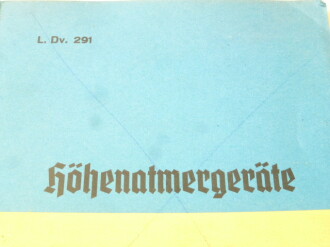 L. Dv. 291
Höhenatmergeräte